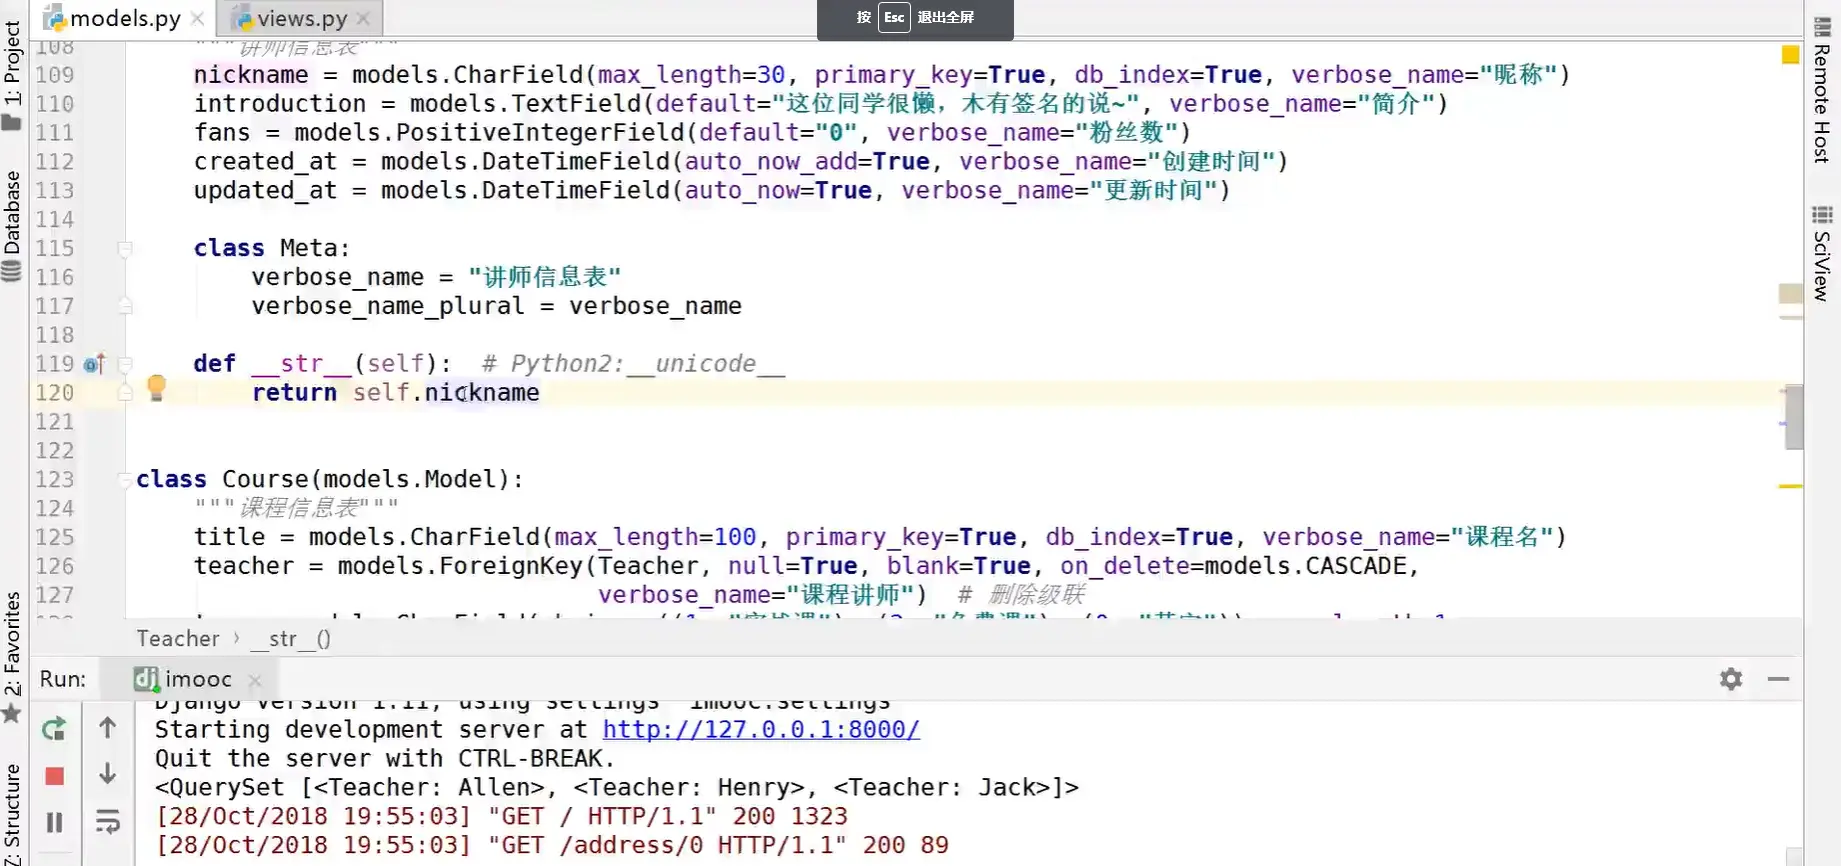 models.py
views.py
按 Esc 退出全屏
1: Project
Database
2: Favorites
Z: Structure
Remote Host
SciView
108 """讲师信息表"""
109 nickname = models.CharField(max_length=30, primary_key=True, db_index=True, verbose_name="昵称")
110 introduction = models.TextField(default="这位同学很懒，木有签名的说~", verbose_name="简介")
111 fans = models.PositiveIntegerField(default="0", verbose_name="粉丝数")
112 created_at = models.DateTimeField(auto_now_add=True, verbose_name="创建时间")
113 updated_at = models.DateTimeField(auto_now=True, verbose_name="更新时间")
114
115 class Meta:
116 verbose_name = "讲师信息表"
117 verbose_name_plural = verbose_name
118
119 def __str__(self):  # Python2:__unicode__
120 return self.nickname
121
122
123 class Course(models.Model):
124 """课程信息表"""
125 title = models.CharField(max_length=100, primary_key=True, db_index=True, verbose_name="课程名")
126 teacher = models.ForeignKey(Teacher, null=True, blank=True, on_delete=models.CASCADE,
127 verbose_name="课程讲师")  # 删除级联
Teacher › __str__()
Run: imooc
Django version 1.11, using settings 'imooc.settings'
Starting development server at http://127.0.0.1:8000/
Quit the server with CTRL-BREAK.
<QuerySet [<Teacher: Allen>, <Teacher: Henry>, <Teacher: Jack>]>
[28/Oct/2018 19:55:03] "GET / HTTP/1.1" 200 1323
[28/Oct/2018 19:55:03] "GET /address/0 HTTP/1.1" 200 89